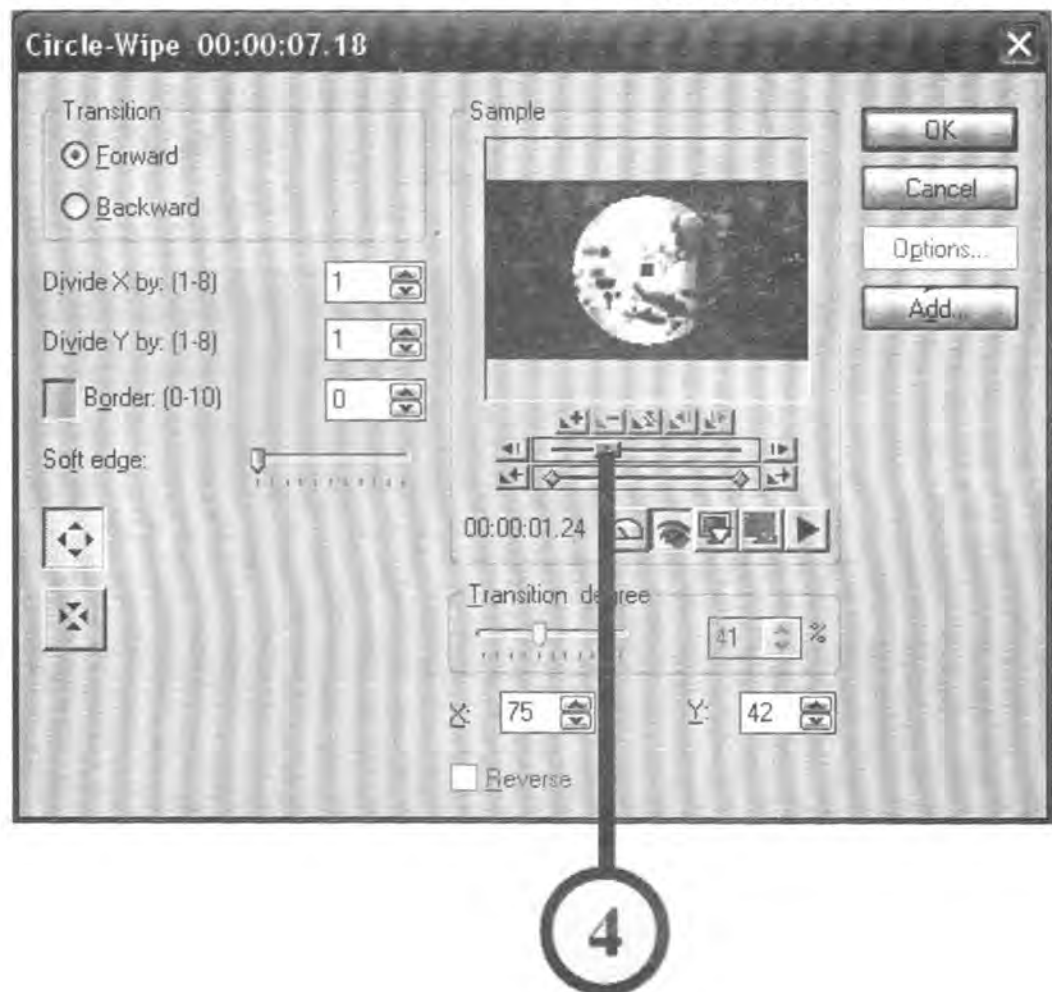 Circle-Wipe 00:00:07.18
Transition
Forward
Backward
Divide X by: (1-8) 1
Divide Y by: (1-8) 1
Border: (0-10) 0
Soft edge:
Sample
00:00:01.24
Transition degree
41 %
X: 75 Y: 42
Reverse
OK
Cancel
Options...
Add...
4